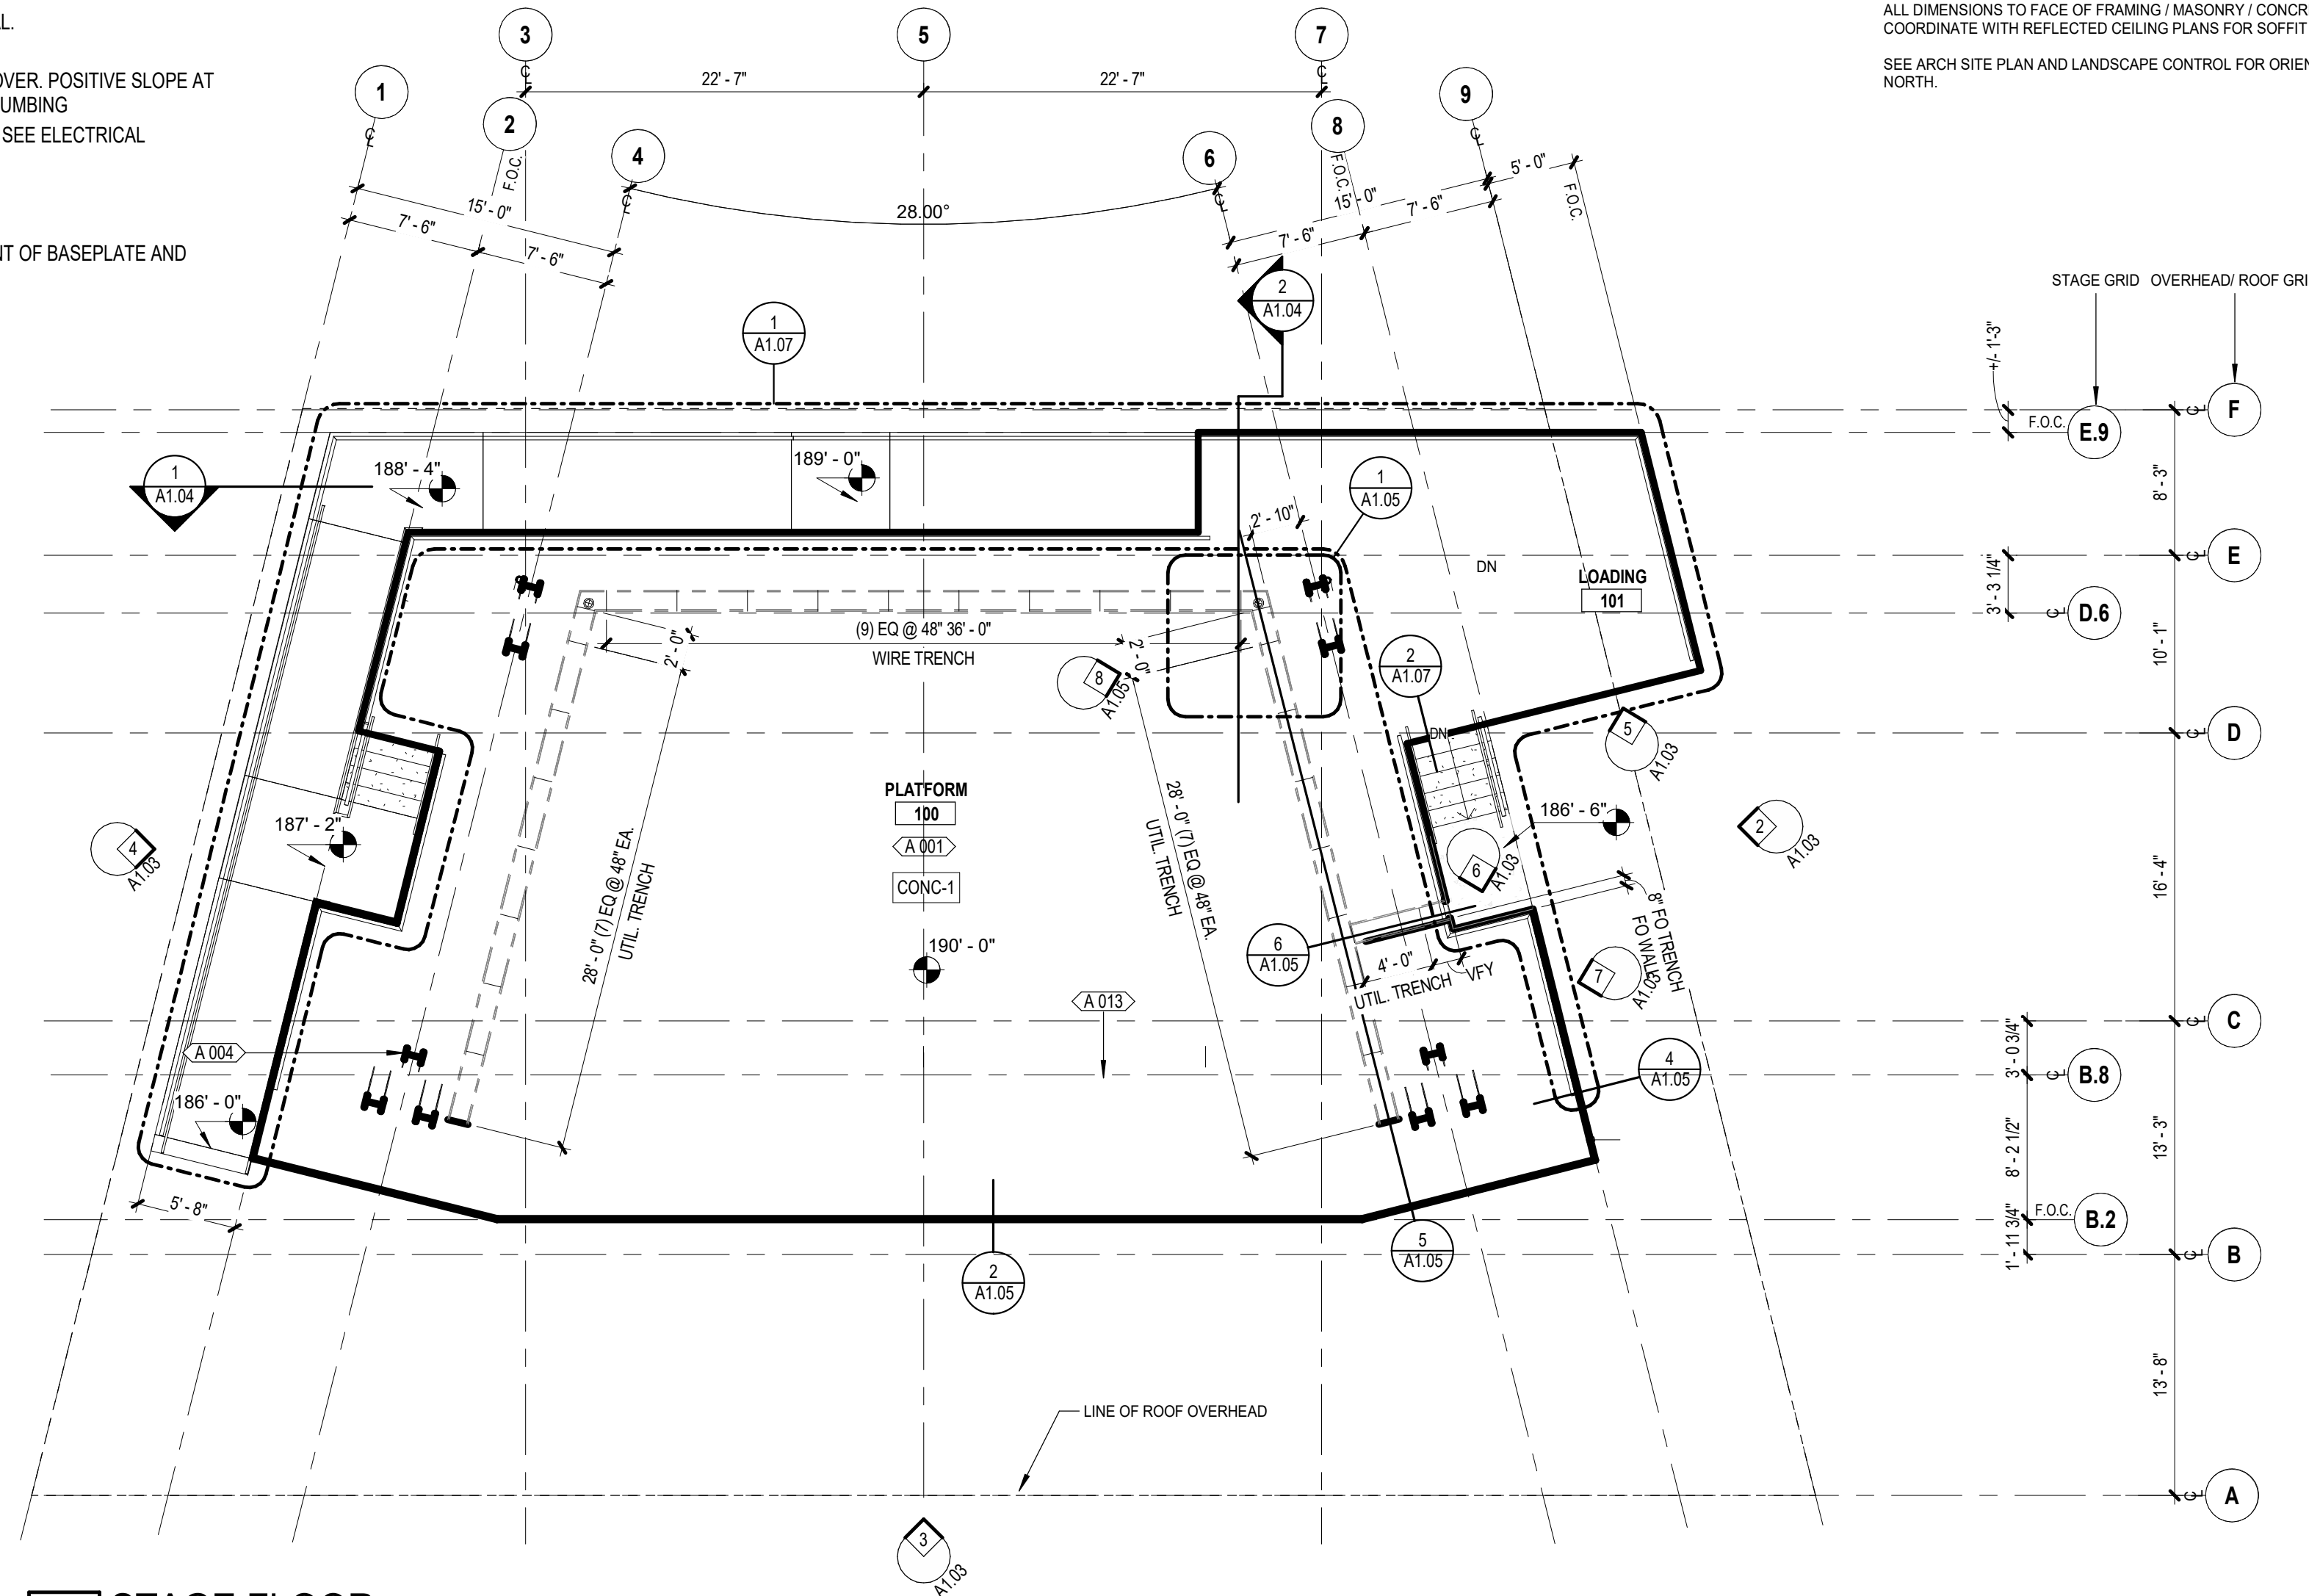 AL.
OVER. POSITIVE SLOPE AT
UMBING
SEE ELECTRICAL
NT OF BASEPLATE AND
ALL DIMENSIONS TO FACE OF FRAMING / MASONRY / CONCR
COORDINATE WITH REFLECTED CEILING PLANS FOR SOFFIT
SEE ARCH SITE PLAN AND LANDSCAPE CONTROL FOR ORIEN
NORTH.
3
5
7
22' - 7"
22' - 7"
1
2
4
6
8
9
F.O.C.
F.O.C.
F.O.C.
15' - 0"
7' - 6"
7' - 6"
28.00°
15' - 0"
7' - 6"
7' - 6"
5' - 0"
STAGE GRID
OVERHEAD/ ROOF GRI
2
A1.04
1
A1.07
+/- 1'-3"
F.O.C.
E.9
F
8' - 3"
1
A1.04
188' - 4"
189' - 0"
1
A1.05
2' - 10"
DN
LOADING
101
E
3' - 3 1/4"
D.6
10' - 1"
(9) EQ @ 48" 36' - 0"
WIRE TRENCH
2' - 0"
2' - 0"
8
A1.05
2
A1.07
DN
5
A1.03
D
PLATFORM
100
A 001
CONC-1
190' - 0"
187' - 2"
4
A1.03
28' - 0" (7) EQ @ 48" EA.
UTIL. TRENCH
28' - 0" (7) EQ @ 48" EA.
UTIL. TRENCH
186' - 6"
6
A1.03
2
A1.03
16' - 4"
8" FO TRENCH
FO WALL
7
A1.03
6
A1.05
4' - 0"
VFY
UTIL. TRENCH
A 013
A 004
C
3' - 0 3/4"
B.8
4
A1.05
186' - 0"
5' - 8"
8' - 2 1/2"
13' - 3"
F.O.C.
B.2
1' - 11 3/4"
B
2
A1.05
5
A1.05
13' - 8"
LINE OF ROOF OVERHEAD
A
3
A1.03
STAGE FLOOR